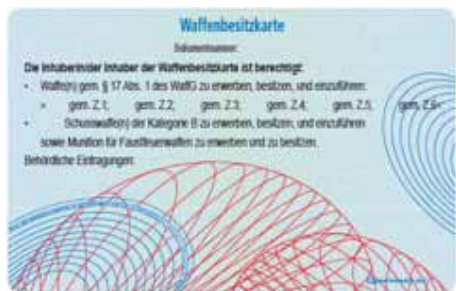 Waffenbesitzkarte
Dokumentnummer:
Die Inhaberin/der Inhaber der Waffenbesitzkarte ist berechtigt:
- Waffe(n) gem. § 17 Abs. 1 des WaffG zu erwerben, besitzen, und einzuführen:
× gem. Z.1; gem. Z.2; gem. Z.3; gem. Z.4; gem. Z.5; gem. Z.6×
- Schusswaffe(n) der Kategorie B zu erwerben, besitzen, und einzuführen
sowie Munition für Faustfeuerwaffen zu erwerben und zu besitzen.
Behördliche Eintragungen: